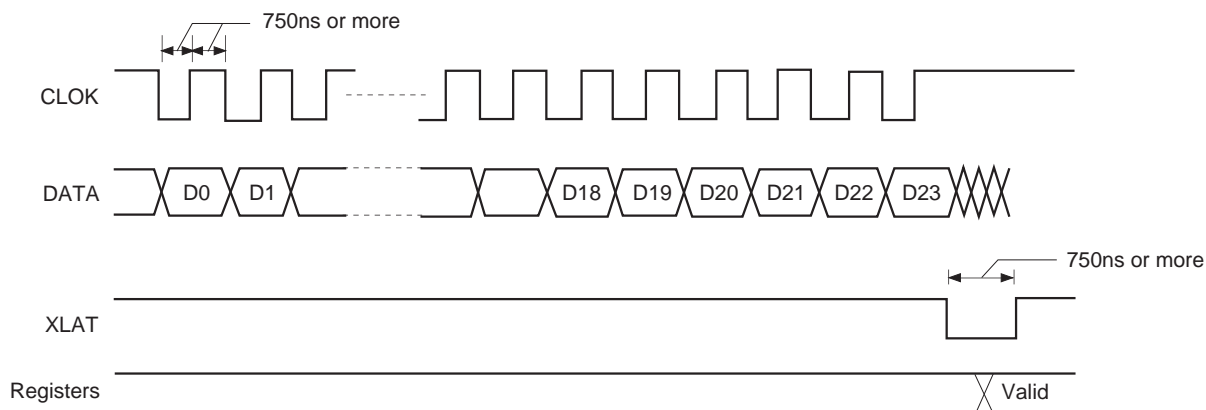 750ns or more
CLOK
DATA
D0 D1 D18 D19 D20 D21 D22 D23
750ns or more
XLAT
Registers
Valid